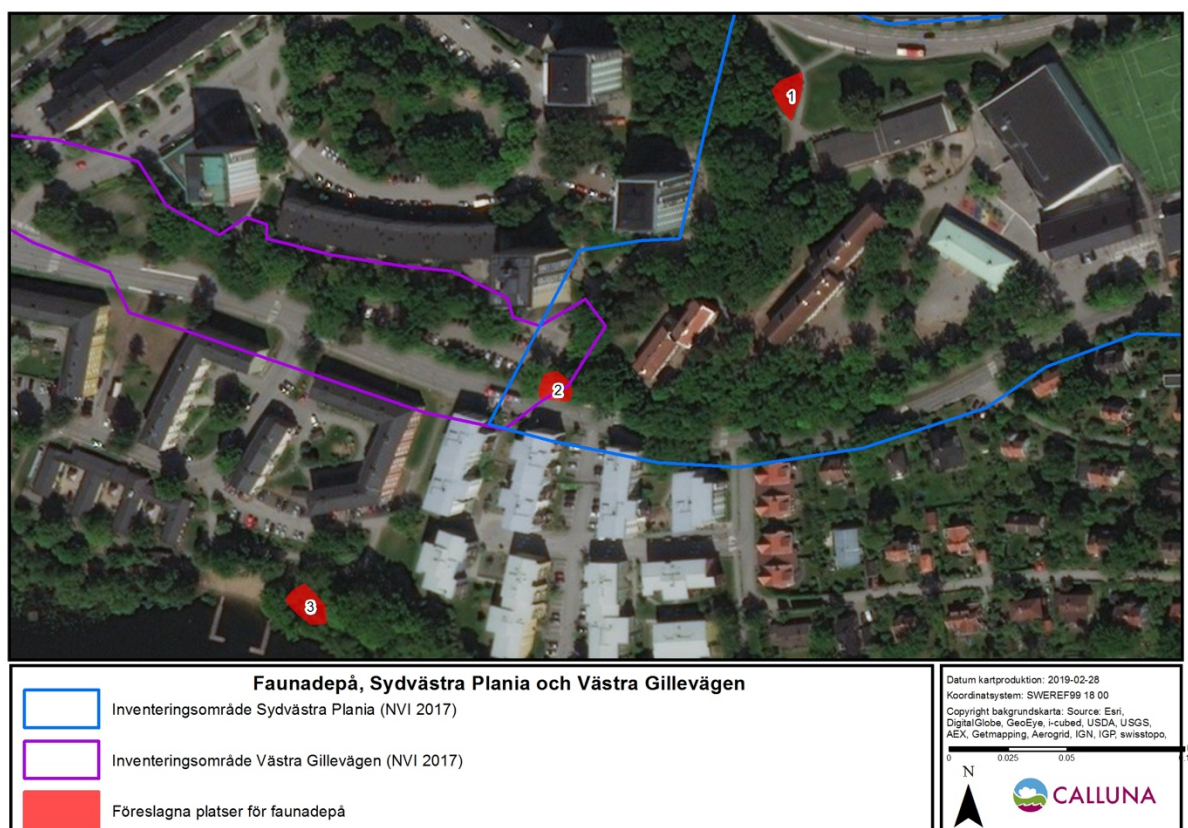 1
2
3
Faunadepå, Sydvästra Plania och Västra Gillevägen
Inventeringsområde Sydvästra Plania (NVI 2017)
Inventeringsområde Västra Gillevägen (NVI 2017)
Föreslagna platser för faunadepå
Datum kartproduktion: 2019-02-28
Koordinatsystem: SWEREF99 18 00
Copyright bakgrundskarta: Source: Esri,
DigitalGlobe, GeoEye, i-cubed, USDA, USGS,
AEX, Getmapping, Aerogrid, IGN, IGP, swisstopo,
0 0.025 0.05
N
CALLUNA